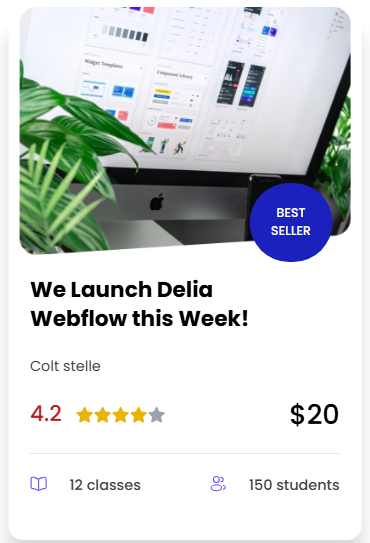 Widget Templates
Component Library
BEST
SELLER
We Launch Delia
Webflow this Week!
Colt stelle
4.2
$20
12 classes
150 students